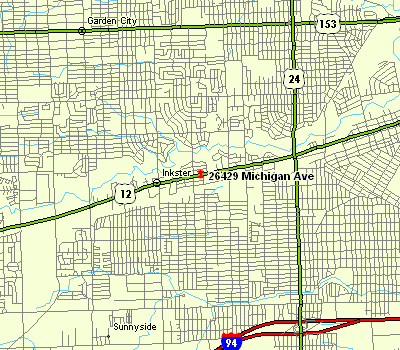 Garden City
153
24
Inkster
26429 Michigan Ave
12
Sunnyside
94